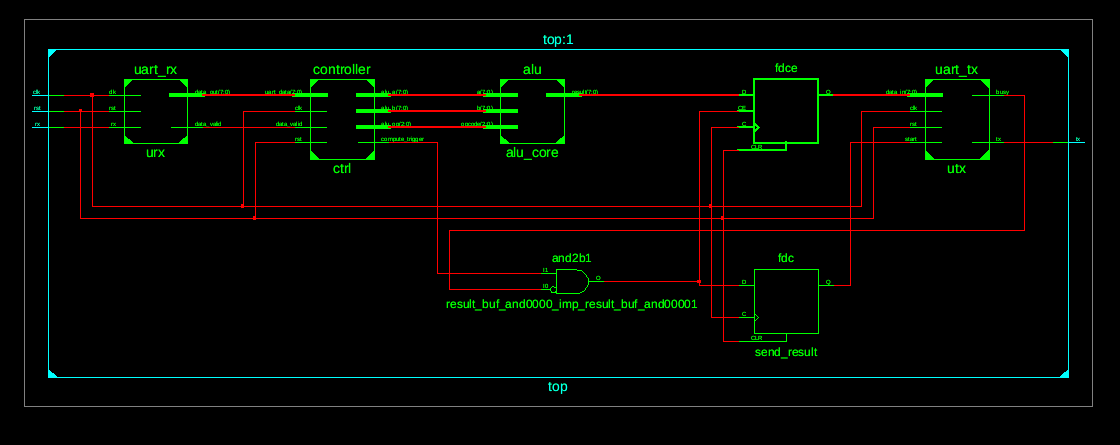 top:1
uart_rx
controller
alu
fdce
uart_tx
clk
clk
data_out(7:0)
uart_data(7:0)
alu_a(7:0)
a(7:0)
result(7:0)
D
Q
data_in(7:0)
busy
rst
rst
clk
alu_b(7:0)
b(7:0)
CE
clk
rx
rx
data_valid
data_valid
alu_op(2:0)
opcode(2:0)
C
rst
rst
compute_trigger
CLR
start
tx
tx
urx
ctrl
alu_core
utx
and2b1
fdc
I1
I0
O
D
Q
result_buf_and0000_imp_result_buf_and00001
C
CLR
send_result
top